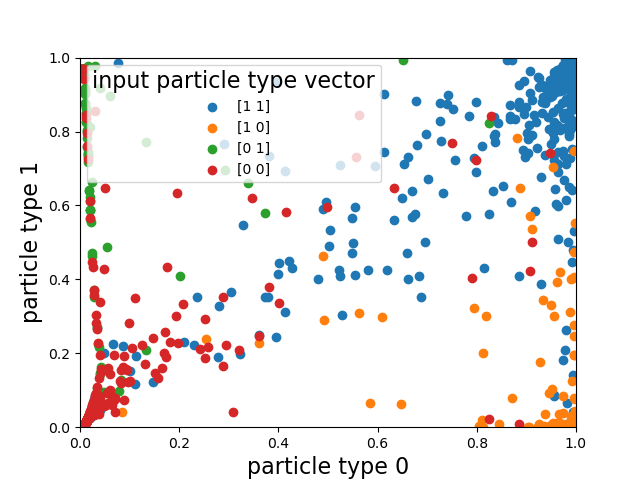 1.0
0.8
0.6
0.4
0.2
0.0
particle type 1
input particle type vector
[1 1]
[1 0]
[0 1]
[0 0]
0.0 0.2 0.4 0.6 0.8 1.0
particle type 0